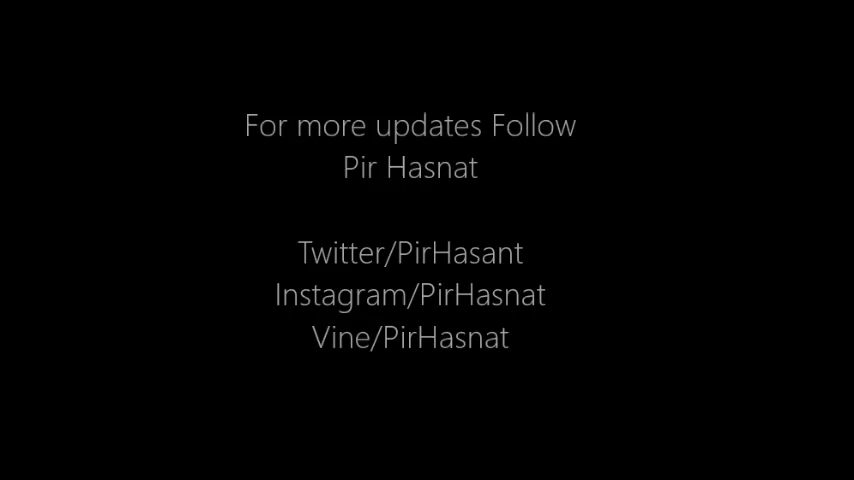 For more updates Follow
Pir Hasnat
Twitter/PirHasant
Instagram/PirHasnat
Vine/PirHasnat